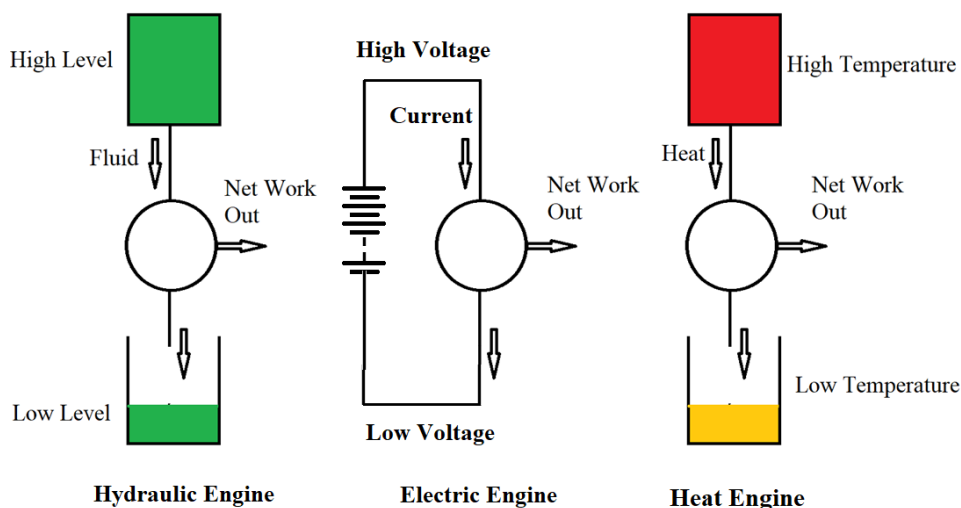 High Level
Fluid
Net Work
Out
Low Level
Hydraulic Engine
High Voltage
Current
Net Work
Out
Low Voltage
Electric Engine
High Temperature
Heat
Net Work
Out
Low Temperature
Heat Engine